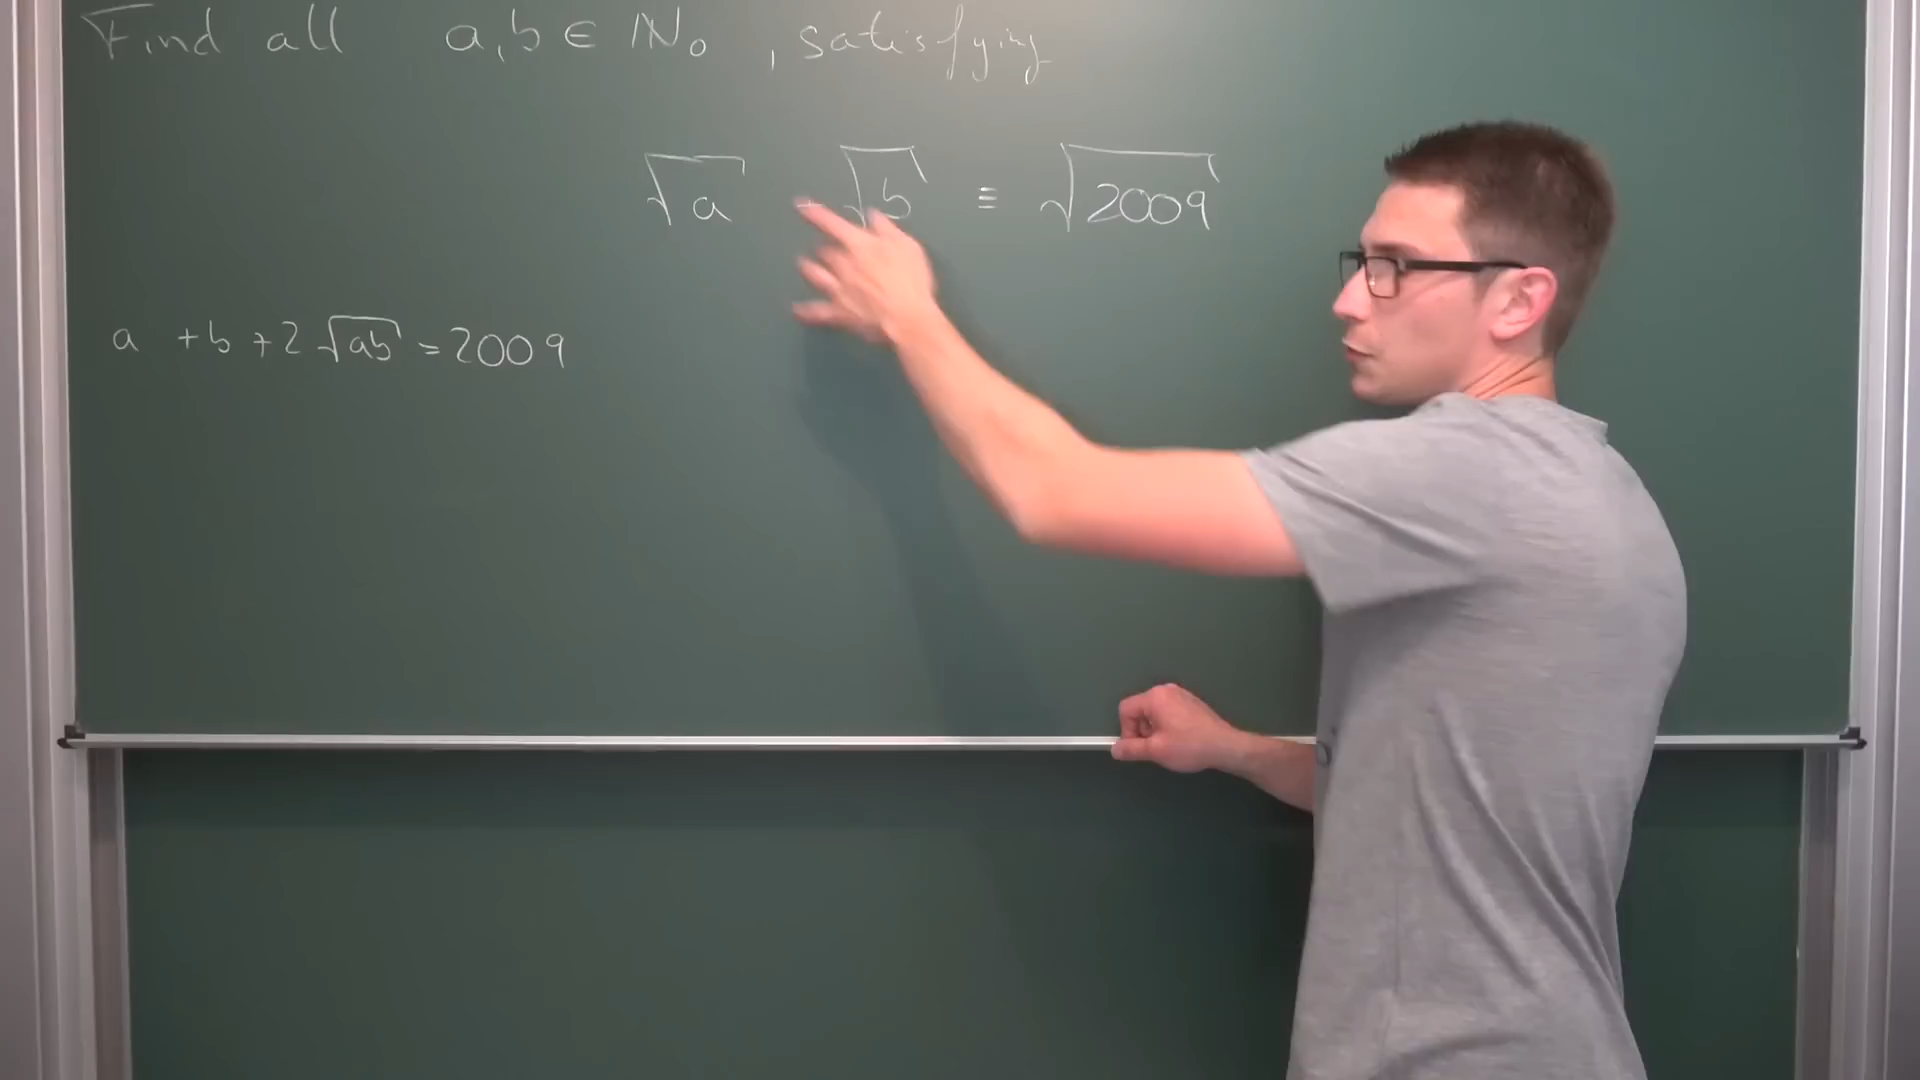 Find all a,b ∈ ℕ₀, satisfying
√a + √b = √2009
a + b + 2√ab = 2009